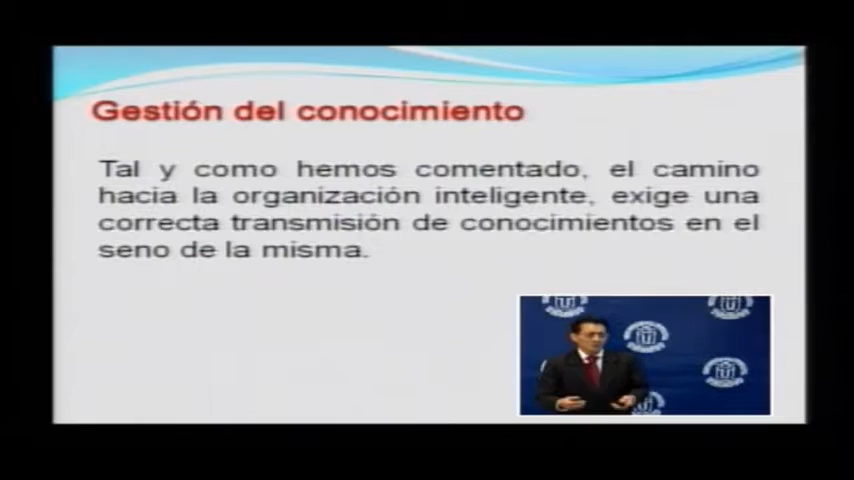 Gestión del conocimiento
Tal y como hemos comentado, el camino
hacia la organización inteligente, exige una
correcta transmisión de conocimientos en el
seno de la misma.